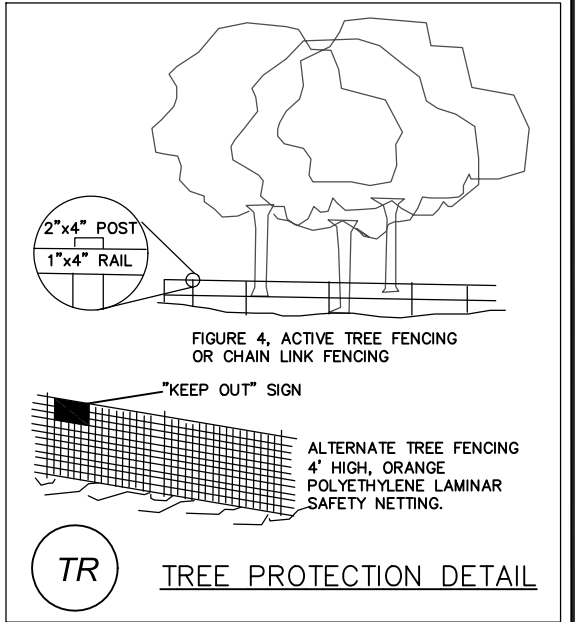 2"x4" POST
1"x4" RAIL
FIGURE 4, ACTIVE TREE FENCING
OR CHAIN LINK FENCING
"KEEP OUT" SIGN
ALTERNATE TREE FENCING
4' HIGH, ORANGE
POLYETHYLENE LAMINAR
SAFETY NETTING.
TR
TREE PROTECTION DETAIL